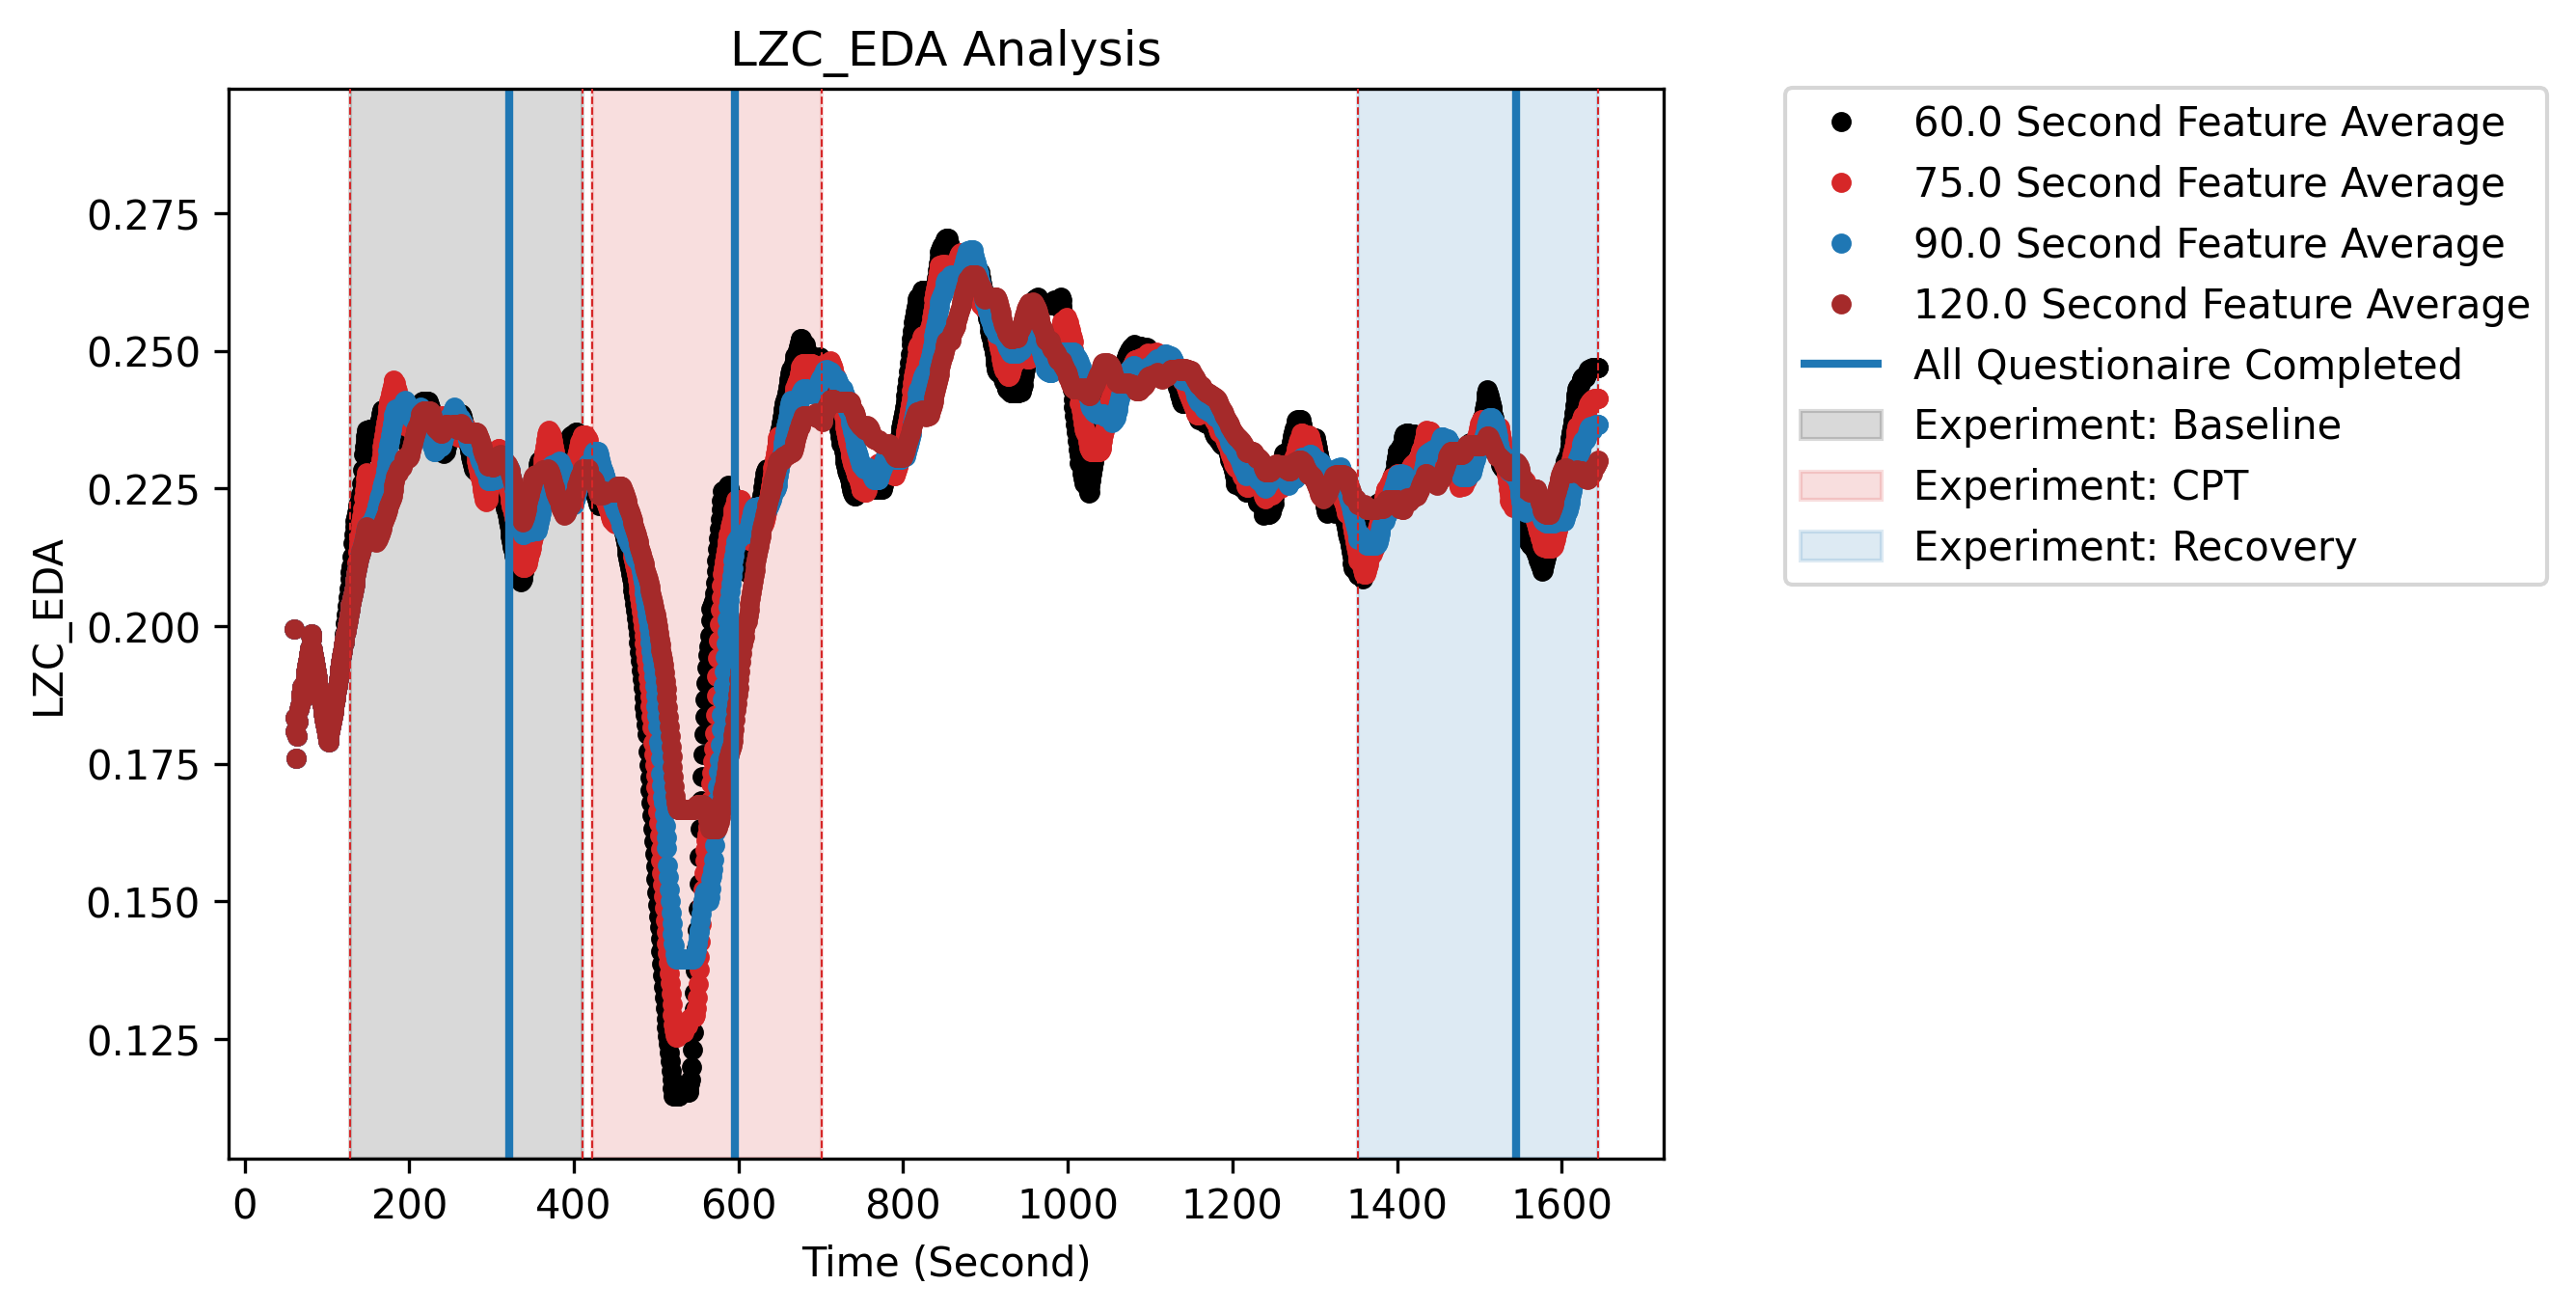 LZC_EDA Analysis
LZC_EDA
0.275
0.250
0.225
0.200
0.175
0.150
0.125
0 200 400 600 800 1000 1200 1400 1600
Time (Second)
60.0 Second Feature Average
75.0 Second Feature Average
90.0 Second Feature Average
120.0 Second Feature Average
All Questionaire Completed
Experiment: Baseline
Experiment: CPT
Experiment: Recovery